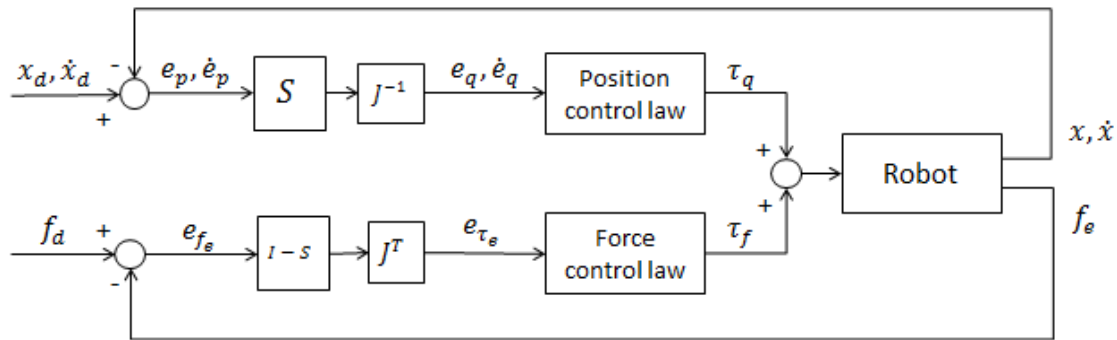 x_d, ẋ_d
-
+
e_p, ė_p
S
J⁻¹
e_q, ė_q
Position
control law
τ_q
+
+
Robot
x, ẋ
f_e
f_d
+
-
e_{f_e}
I − S
J^T
e_{τ_e}
Force
control law
τ_f